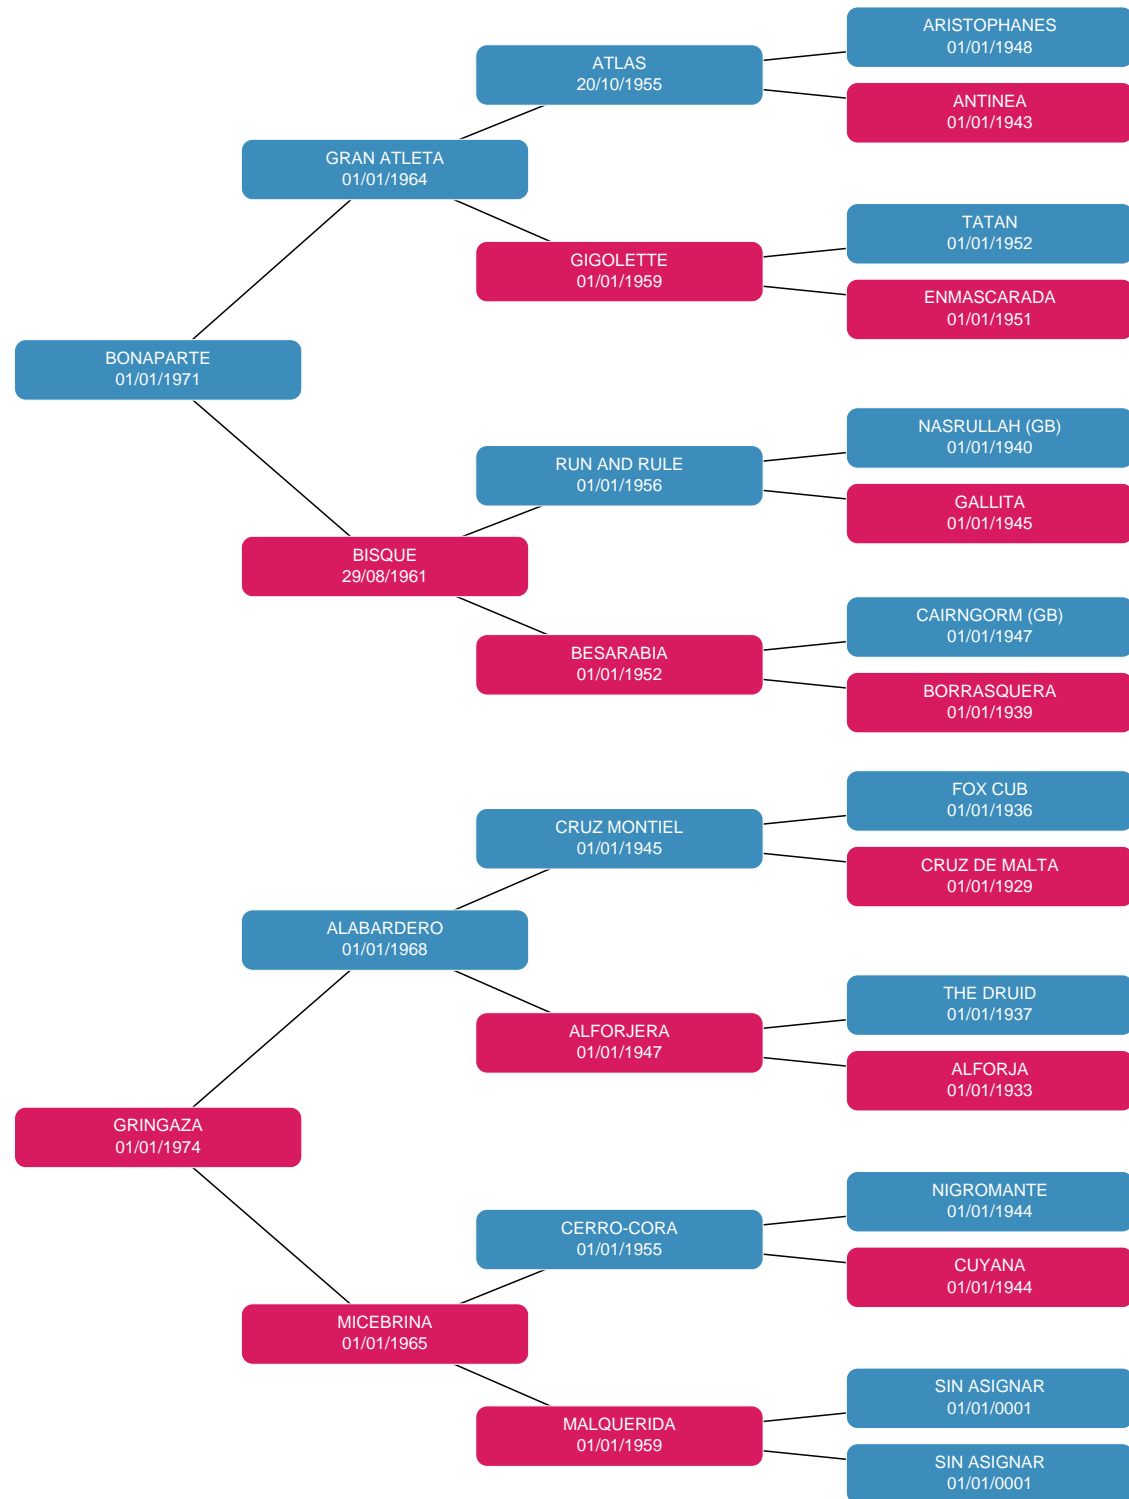 ARISTOPHANES
01/01/1948
ATLAS
20/10/1955
ANTINEA
01/01/1943
GRAN ATLETA
01/01/1964
TATAN
01/01/1952
GIGOLETTE
01/01/1959
ENMASCARADA
01/01/1951
BONAPARTE
01/01/1971
NASRULLAH (GB)
01/01/1940
RUN AND RULE
01/01/1956
GALLITA
01/01/1945
BISQUE
29/08/1961
CAIRNGORM (GB)
01/01/1947
BESARABIA
01/01/1952
BORRASQUERA
01/01/1939
FOX CUB
01/01/1936
CRUZ MONTIEL
01/01/1945
CRUZ DE MALTA
01/01/1929
ALABARDERO
01/01/1968
THE DRUID
01/01/1937
ALFORJERA
01/01/1947
ALFORJA
01/01/1933
GRINGAZA
01/01/1974
NIGROMANTE
01/01/1944
CERRO-CORA
01/01/1955
CUYANA
01/01/1944
MICEBRINA
01/01/1965
SIN ASIGNAR
01/01/0001
MALQUERIDA
01/01/1959
SIN ASIGNAR
01/01/0001